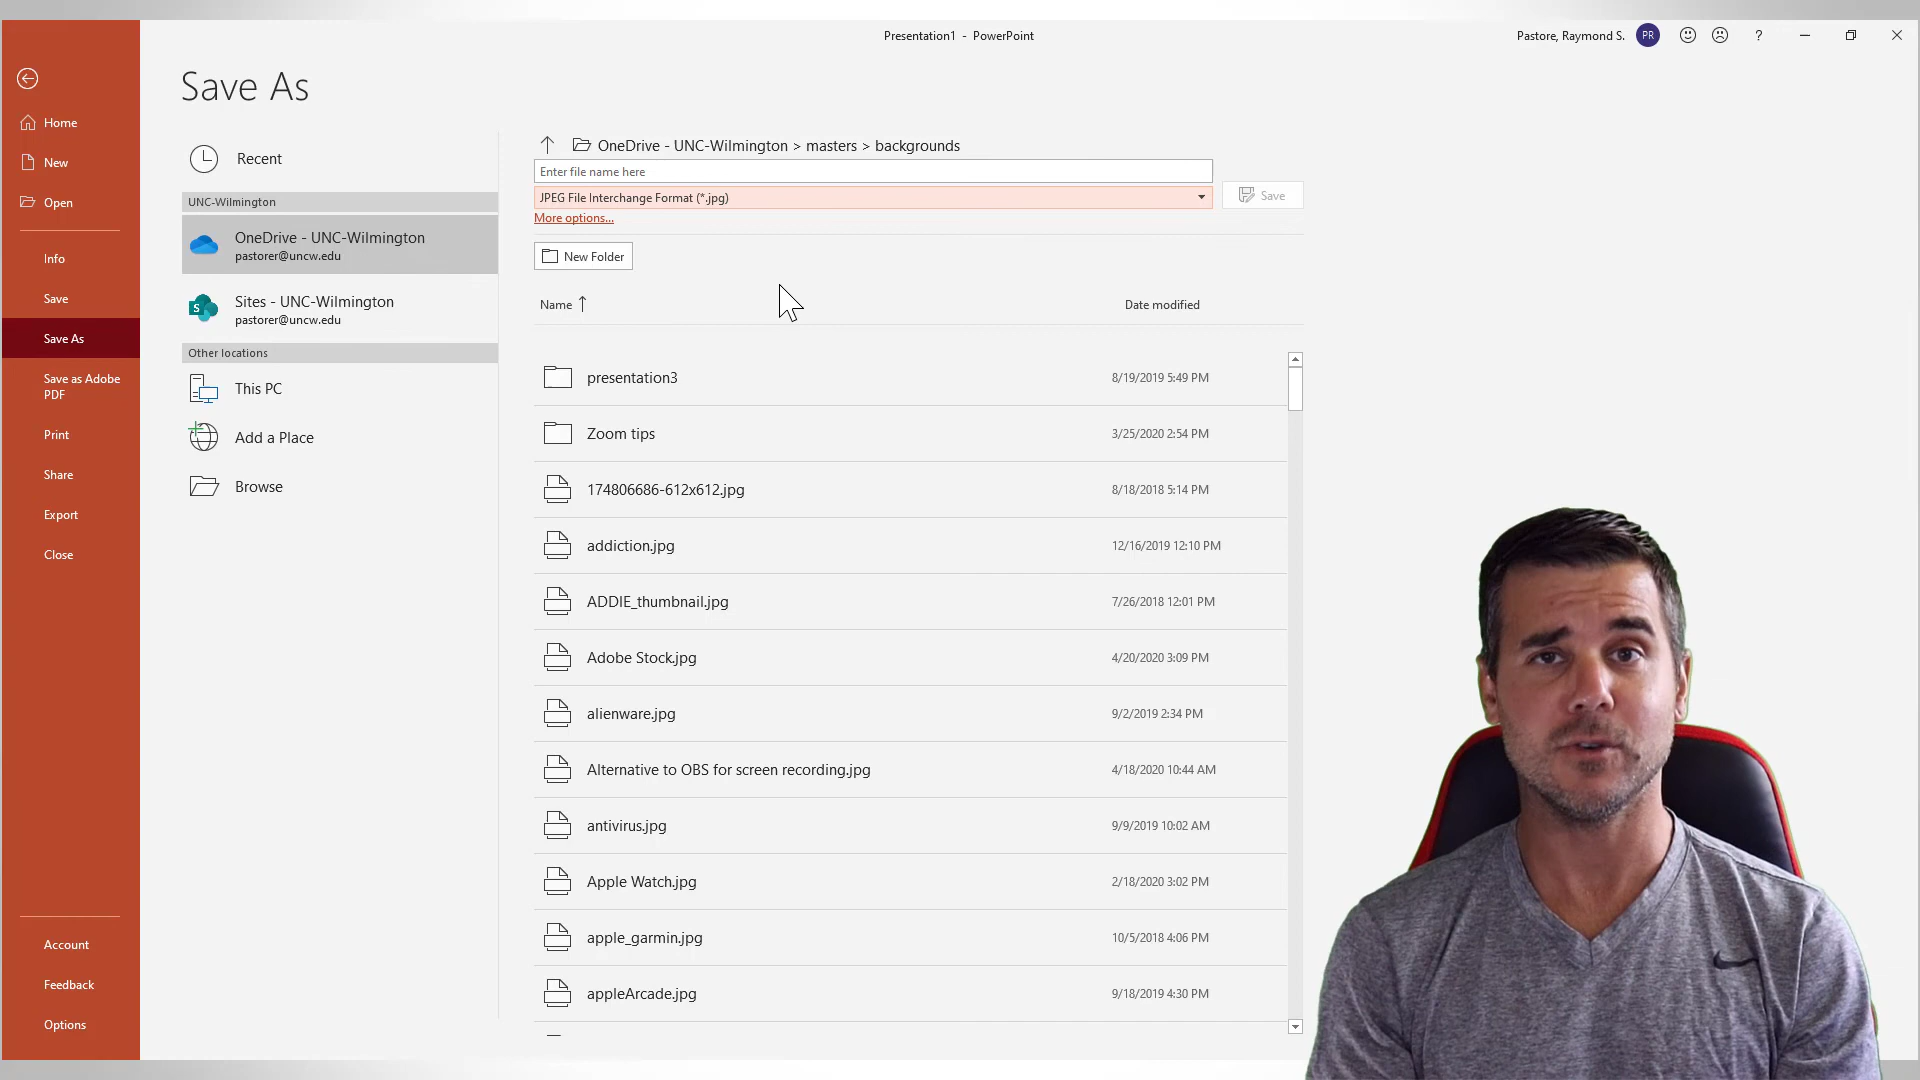 Presentation1 - PowerPoint
Pastore, Raymond S.
PR
?
Save As
Home
New
Open
Info
Save
Save As
Save as Adobe
PDF
Print
Share
Export
Close
Account
Feedback
Options
Recent
UNC-Wilmington
OneDrive - UNC-Wilmington
pastorer@uncw.edu
S
Sites - UNC-Wilmington
pastorer@uncw.edu
Other locations
This PC
Add a Place
Browse
OneDrive - UNC-Wilmington > masters > backgrounds
Enter file name here
JPEG File Interchange Format (*.jpg)
Save
More options...
New Folder
Name Date modified
presentation3 8/19/2019 5:49 PM
Zoom tips 3/25/2020 2:54 PM
174806686-612x612.jpg 8/18/2018 5:14 PM
addiction.jpg 12/16/2019 12:10 PM
ADDIE_thumbnail.jpg 7/26/2018 12:01 PM
Adobe Stock.jpg 4/20/2020 3:09 PM
alienware.jpg 9/2/2019 2:34 PM
Alternative to OBS for screen recording.jpg 4/18/2020 10:44 AM
antivirus.jpg 9/9/2019 10:02 AM
Apple Watch.jpg 2/18/2020 3:02 PM
apple_garmin.jpg 10/5/2018 4:06 PM
appleArcade.jpg 9/18/2019 4:30 PM